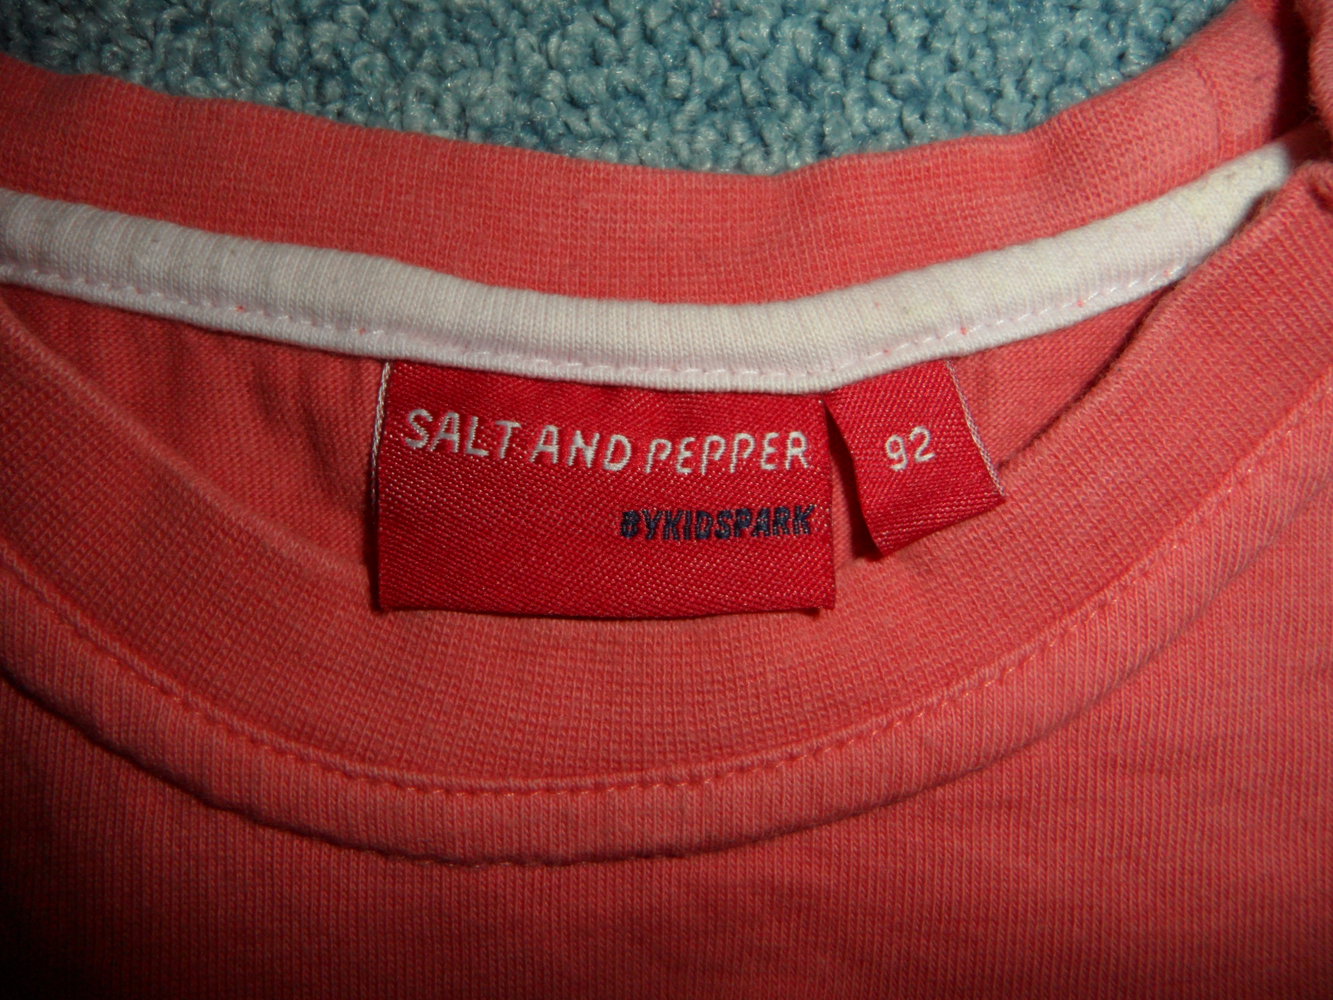 SALT AND PEPPER
BYKIDSPARK
92